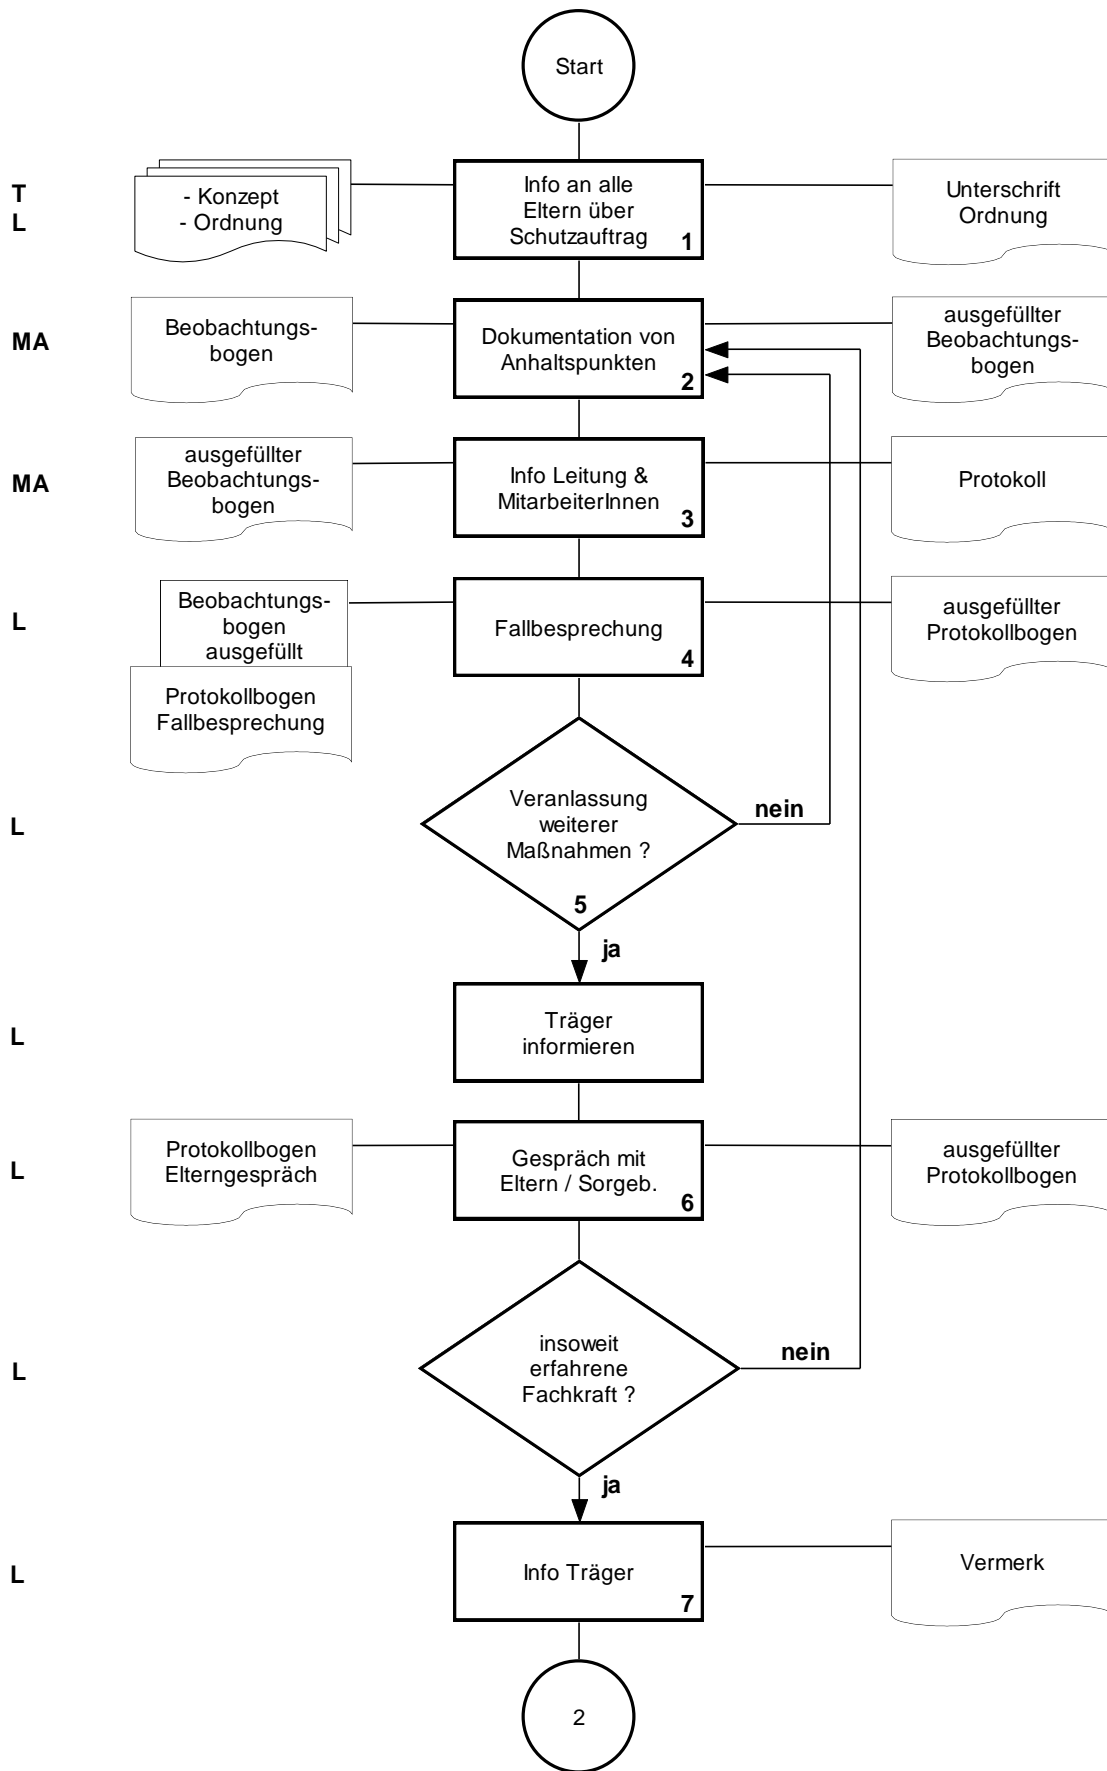 Start
T
L
- Konzept
- Ordnung
Info an alle
Eltern über
Schutzauftrag
1
Unterschrift
Ordnung
MA
Beobachtungs-
bogen
Dokumentation von
Anhaltspunkten
2
ausgefüllter
Beobachtungs-
bogen
MA
ausgefüllter
Beobachtungs-
bogen
Info Leitung &
MitarbeiterInnen
3
Protokoll
L
Beobachtungs-
bogen
ausgefüllt
Protokollbogen
Fallbesprechung
Fallbesprechung
4
ausgefüllter
Protokollbogen
L
Veranlassung
weiterer
Maßnahmen ?
5
nein
ja
L
Träger
informieren
L
Protokollbogen
Elterngespräch
Gespräch mit
Eltern / Sorgeb.
6
ausgefüllter
Protokollbogen
L
insoweit
erfahrene
Fachkraft ?
nein
ja
L
Info Träger
7
Vermerk
2